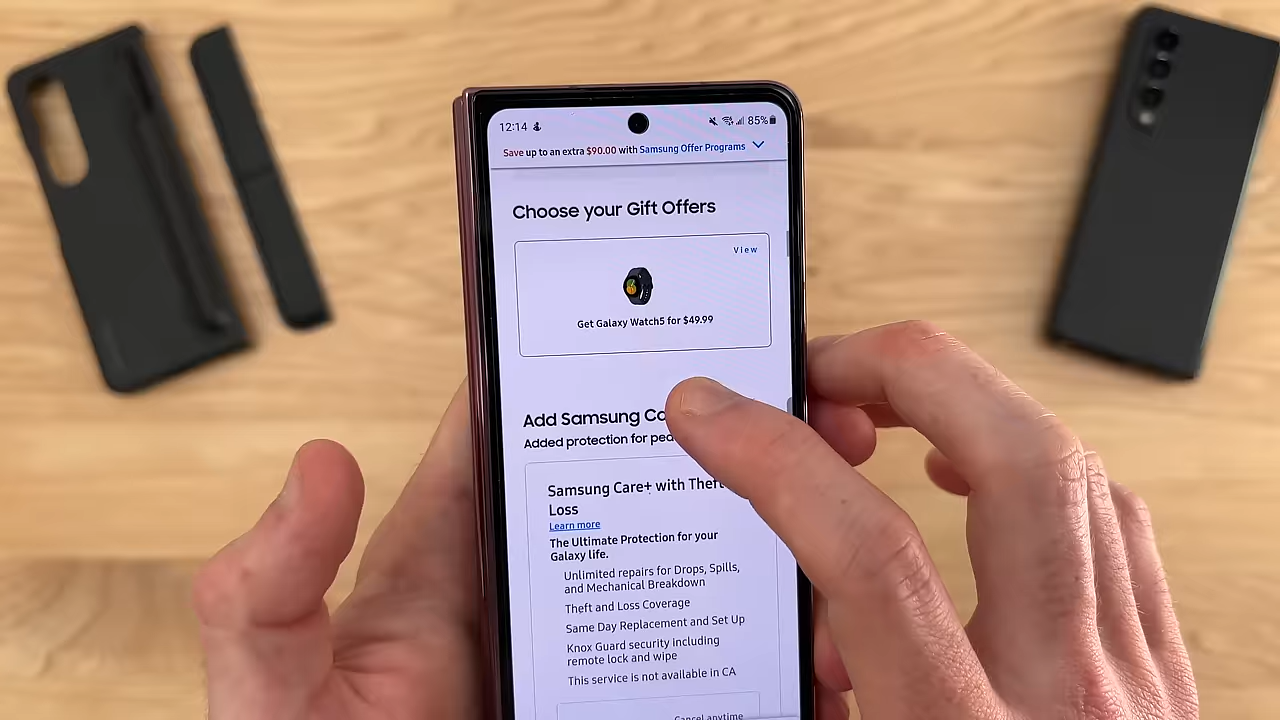 12:14 85%
Save up to an extra $90.00 with Samsung Offer Programs
Choose your Gift Offers
View
Get Galaxy Watch5 for $49.99
Add Samsung
Added protection for
Samsung Care+ with Theft
Loss
Learn more
The Ultimate Protection for your
Galaxy life.
Unlimited repairs for Drops, Spills,
and Mechanical Breakdown
Theft and Loss Coverage
Same Day Replacement and Set Up
Knox Guard security including
remote lock and wipe
This service is not available in CA
Cancel anytime